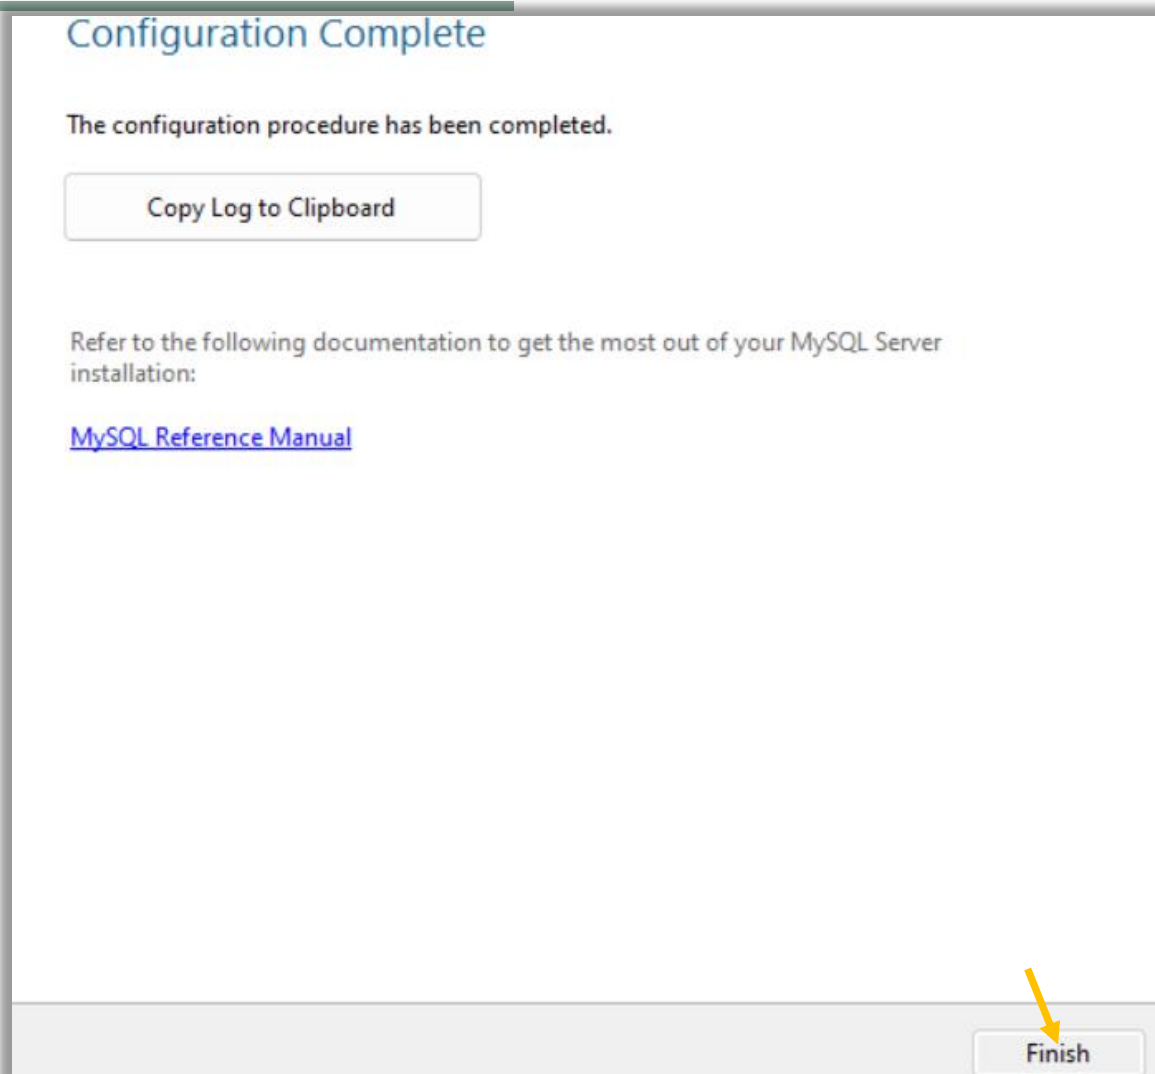 Configuration Complete
The configuration procedure has been completed.
Copy Log to Clipboard
Refer to the following documentation to get the most out of your MySQL Server
installation:
MySQL Reference Manual
Finish